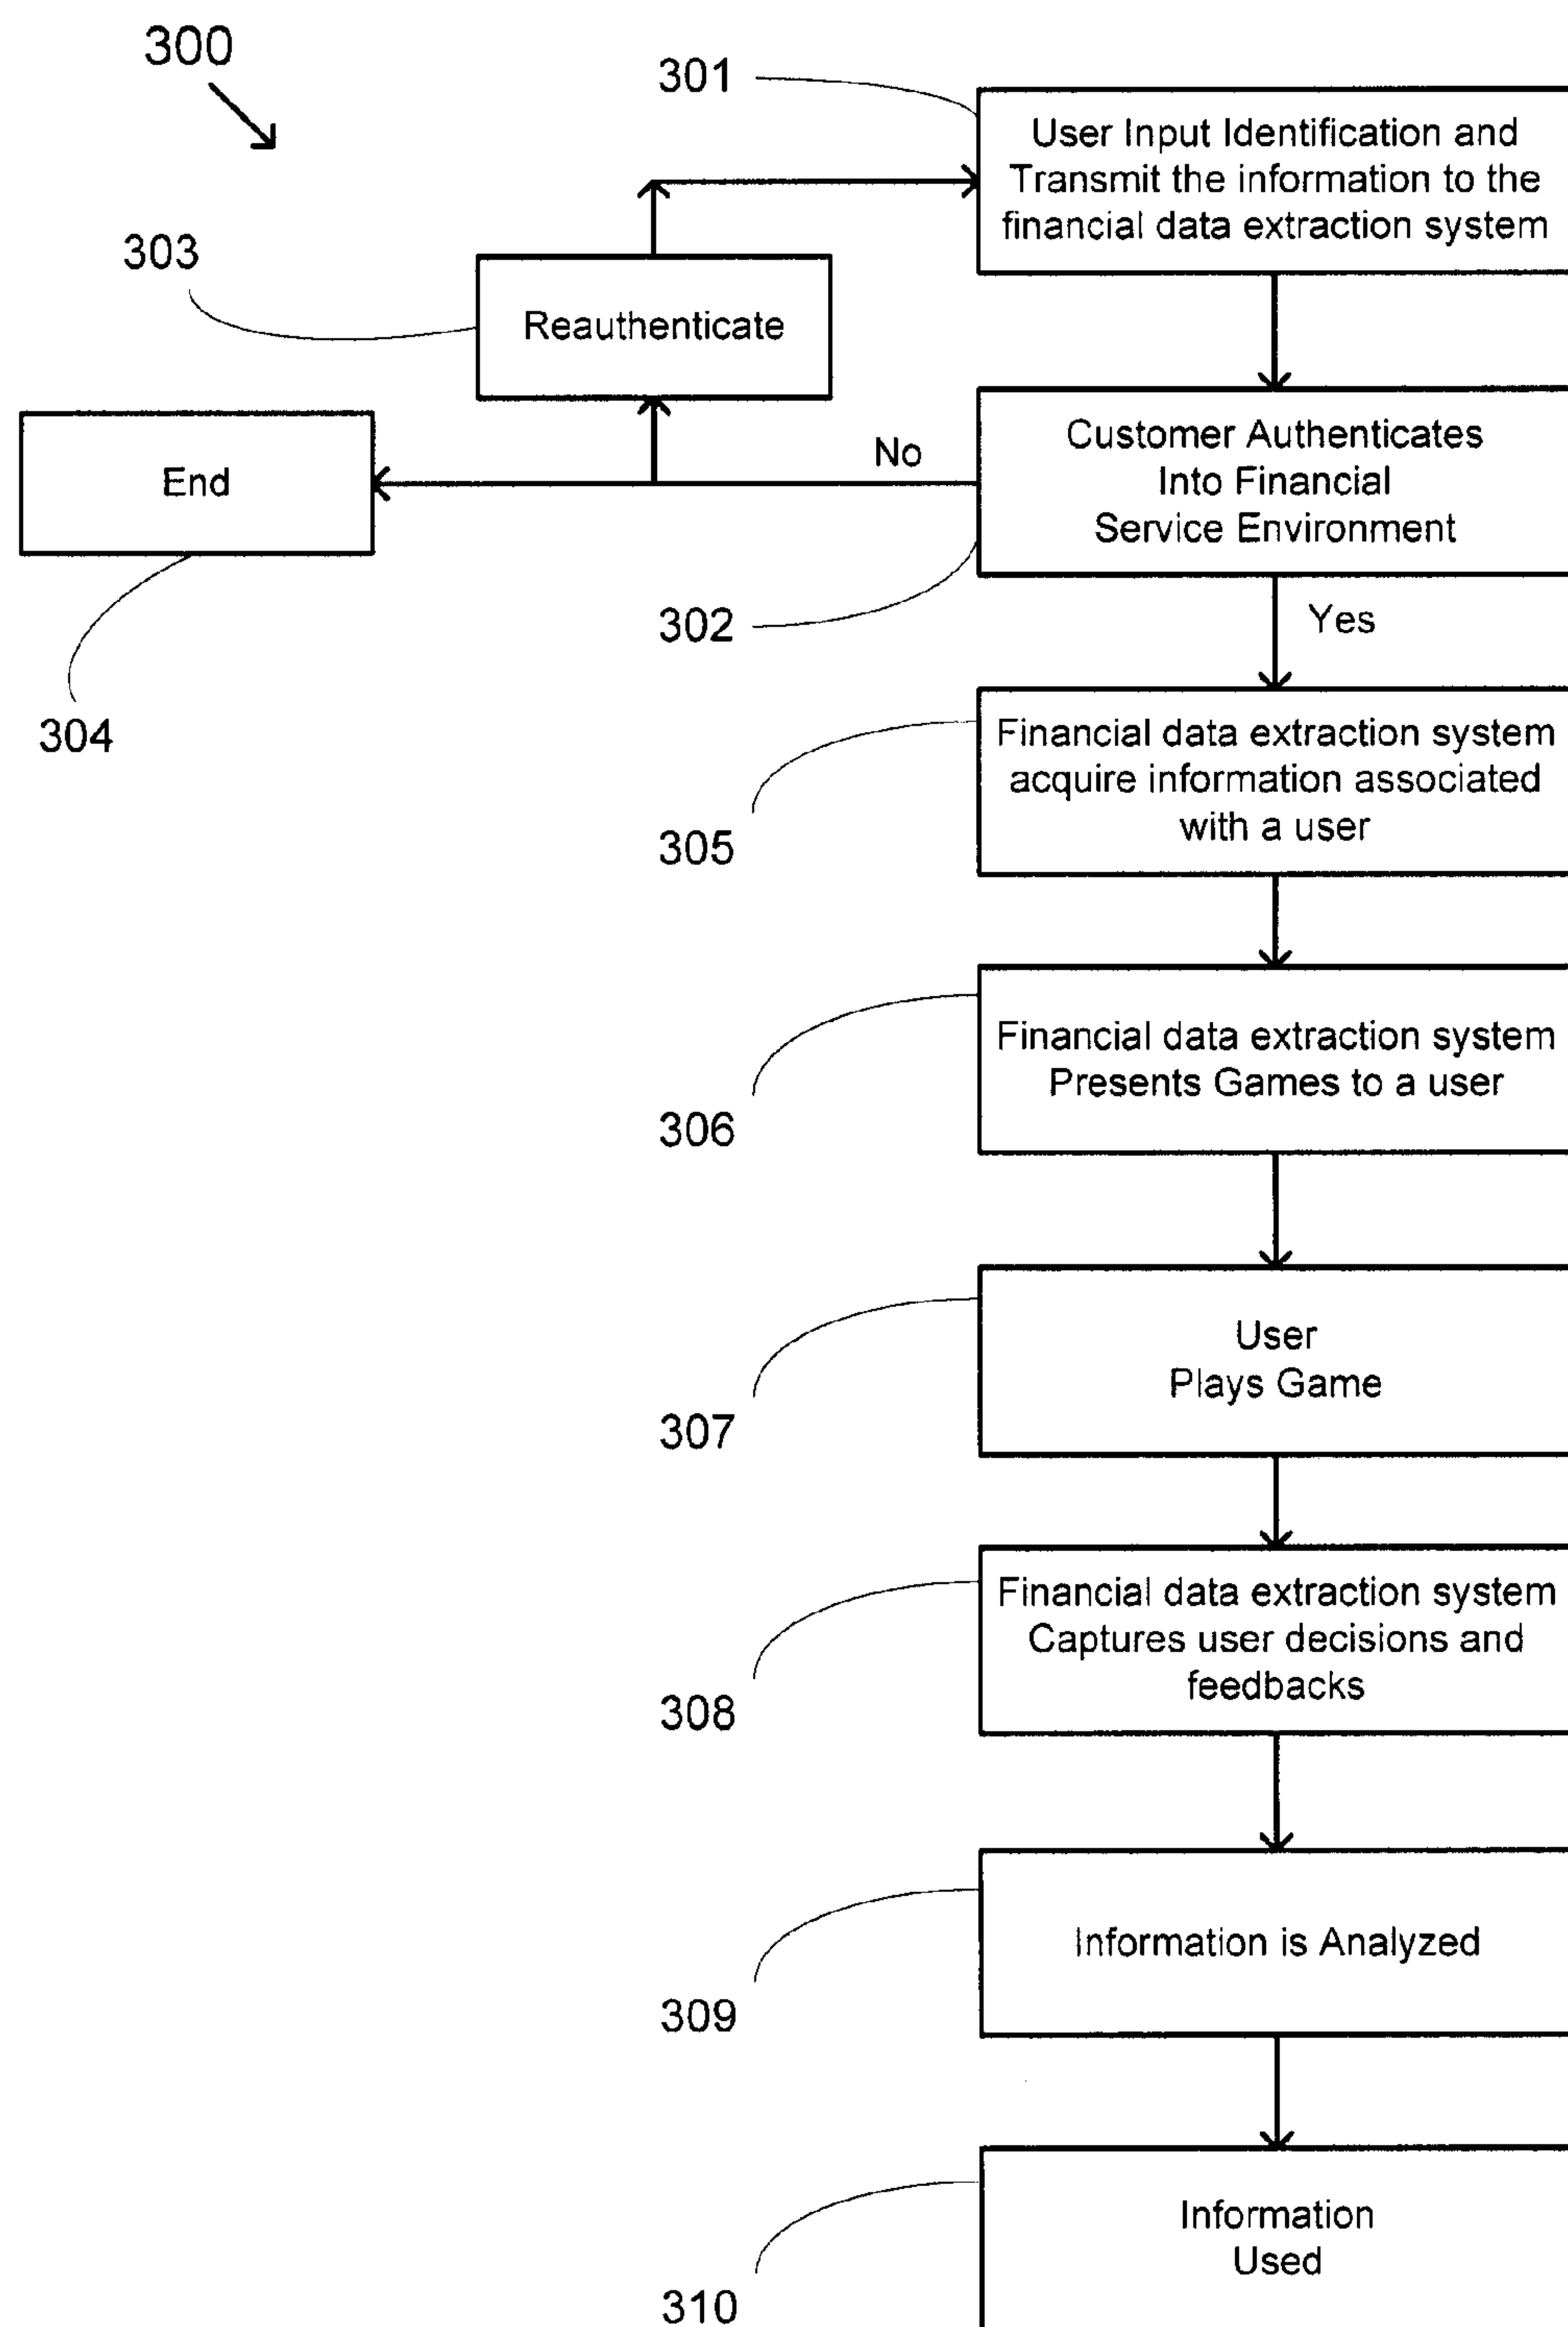 300
301
User Input Identification and
Transmit the information to the
financial data extraction system
303
Reauthenticate
End
No
Customer Authenticates
Into Financial
Service Environment
302
Yes
304
Financial data extraction system
acquire information associated
with a user
305
Financial data extraction system
Presents Games to a user
306
User
Plays Game
307
Financial data extraction system
Captures user decisions and
feedbacks
308
Information is Analyzed
309
Information
Used
310